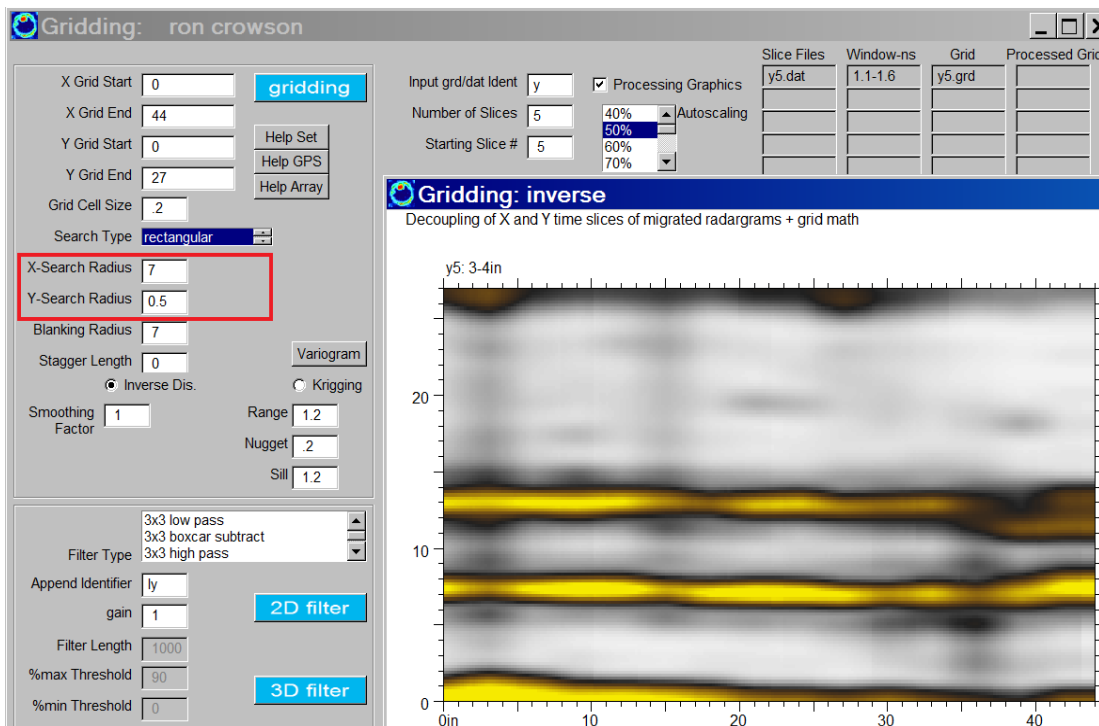 Gridding: ron crowson
X Grid Start 0
gridding
X Grid End 44
Y Grid Start 0
Help Set
Y Grid End 27
Help GPS
Help Array
Grid Cell Size .2
Search Type rectangular
X-Search Radius 7
Y-Search Radius 0.5
Blanking Radius 7
Stagger Length 0
Variogram
Inverse Dis.
Krigging
Smoothing Factor 1
Range 1.2
Nugget .2
Sill 1.2
3x3 low pass
3x3 boxcar subtract
Filter Type 3x3 high pass
Append Identifier ly
gain 1
2D filter
Filter Length 1000
%max Threshold 90
3D filter
%min Threshold 0
Input grd/dat Ident y
Processing Graphics
Number of Slices 5
Starting Slice # 5
40% Autoscaling
50%
60%
70%
Slice Files Window-ns Grid Processed Grid
y5.dat 1.1-1.6 y5.grd
Gridding: inverse
Decoupling of X and Y time slices of migrated radargrams + grid math
y5: 3-4in
20
10
0
0in 10 20 30 40